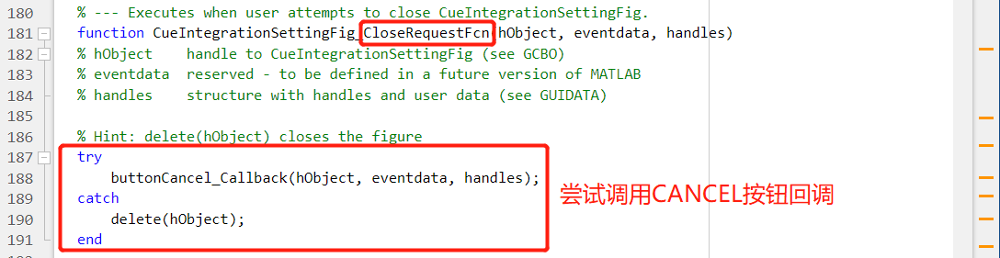 180 % --- Executes when user attempts to close CueIntegrationSettingFig.
181 function CueIntegrationSettingFig_CloseRequestFcn(hObject, eventdata, handles)
182 % hObject    handle to CueIntegrationSettingFig (see GCBO)
183 % eventdata  reserved - to be defined in a future version of MATLAB
184 % handles    structure with handles and user data (see GUIDATA)
185
186 % Hint: delete(hObject) closes the figure
187 try
188     buttonCancel_Callback(hObject, eventdata, handles);
189 catch
190     delete(hObject);
191 end
尝试调用CANCEL按钮回调